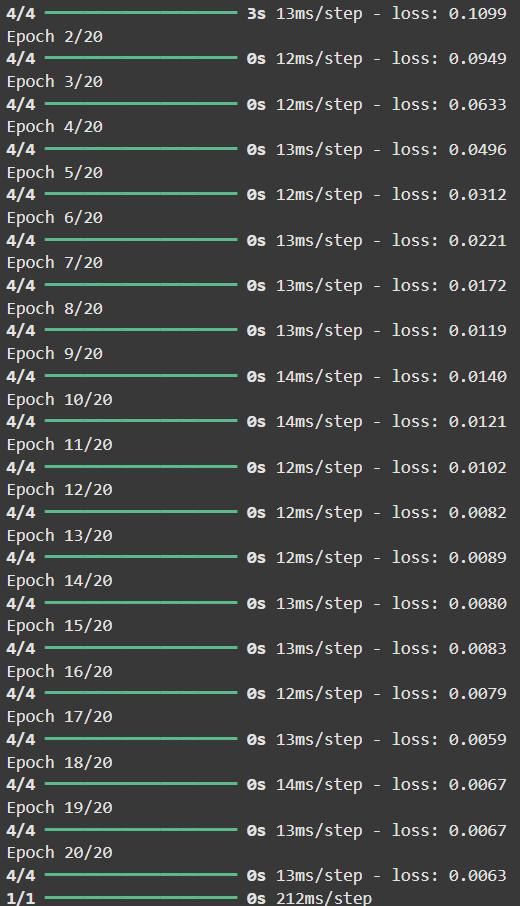 4/4 ━━━━━━━━━━━━━━━━━━━━ 3s 13ms/step - loss: 0.1099
Epoch 2/20
4/4 ━━━━━━━━━━━━━━━━━━━━ 0s 12ms/step - loss: 0.0949
Epoch 3/20
4/4 ━━━━━━━━━━━━━━━━━━━━ 0s 12ms/step - loss: 0.0633
Epoch 4/20
4/4 ━━━━━━━━━━━━━━━━━━━━ 0s 13ms/step - loss: 0.0496
Epoch 5/20
4/4 ━━━━━━━━━━━━━━━━━━━━ 0s 12ms/step - loss: 0.0312
Epoch 6/20
4/4 ━━━━━━━━━━━━━━━━━━━━ 0s 13ms/step - loss: 0.0221
Epoch 7/20
4/4 ━━━━━━━━━━━━━━━━━━━━ 0s 13ms/step - loss: 0.0172
Epoch 8/20
4/4 ━━━━━━━━━━━━━━━━━━━━ 0s 13ms/step - loss: 0.0119
Epoch 9/20
4/4 ━━━━━━━━━━━━━━━━━━━━ 0s 14ms/step - loss: 0.0140
Epoch 10/20
4/4 ━━━━━━━━━━━━━━━━━━━━ 0s 14ms/step - loss: 0.0121
Epoch 11/20
4/4 ━━━━━━━━━━━━━━━━━━━━ 0s 12ms/step - loss: 0.0102
Epoch 12/20
4/4 ━━━━━━━━━━━━━━━━━━━━ 0s 12ms/step - loss: 0.0082
Epoch 13/20
4/4 ━━━━━━━━━━━━━━━━━━━━ 0s 12ms/step - loss: 0.0089
Epoch 14/20
4/4 ━━━━━━━━━━━━━━━━━━━━ 0s 13ms/step - loss: 0.0080
Epoch 15/20
4/4 ━━━━━━━━━━━━━━━━━━━━ 0s 13ms/step - loss: 0.0083
Epoch 16/20
4/4 ━━━━━━━━━━━━━━━━━━━━ 0s 12ms/step - loss: 0.0079
Epoch 17/20
4/4 ━━━━━━━━━━━━━━━━━━━━ 0s 13ms/step - loss: 0.0059
Epoch 18/20
4/4 ━━━━━━━━━━━━━━━━━━━━ 0s 14ms/step - loss: 0.0067
Epoch 19/20
4/4 ━━━━━━━━━━━━━━━━━━━━ 0s 13ms/step - loss: 0.0067
Epoch 20/20
4/4 ━━━━━━━━━━━━━━━━━━━━ 0s 13ms/step - loss: 0.0063
1/1 ━━━━━━━━━━━━━━━━━━━━ 0s 212ms/step